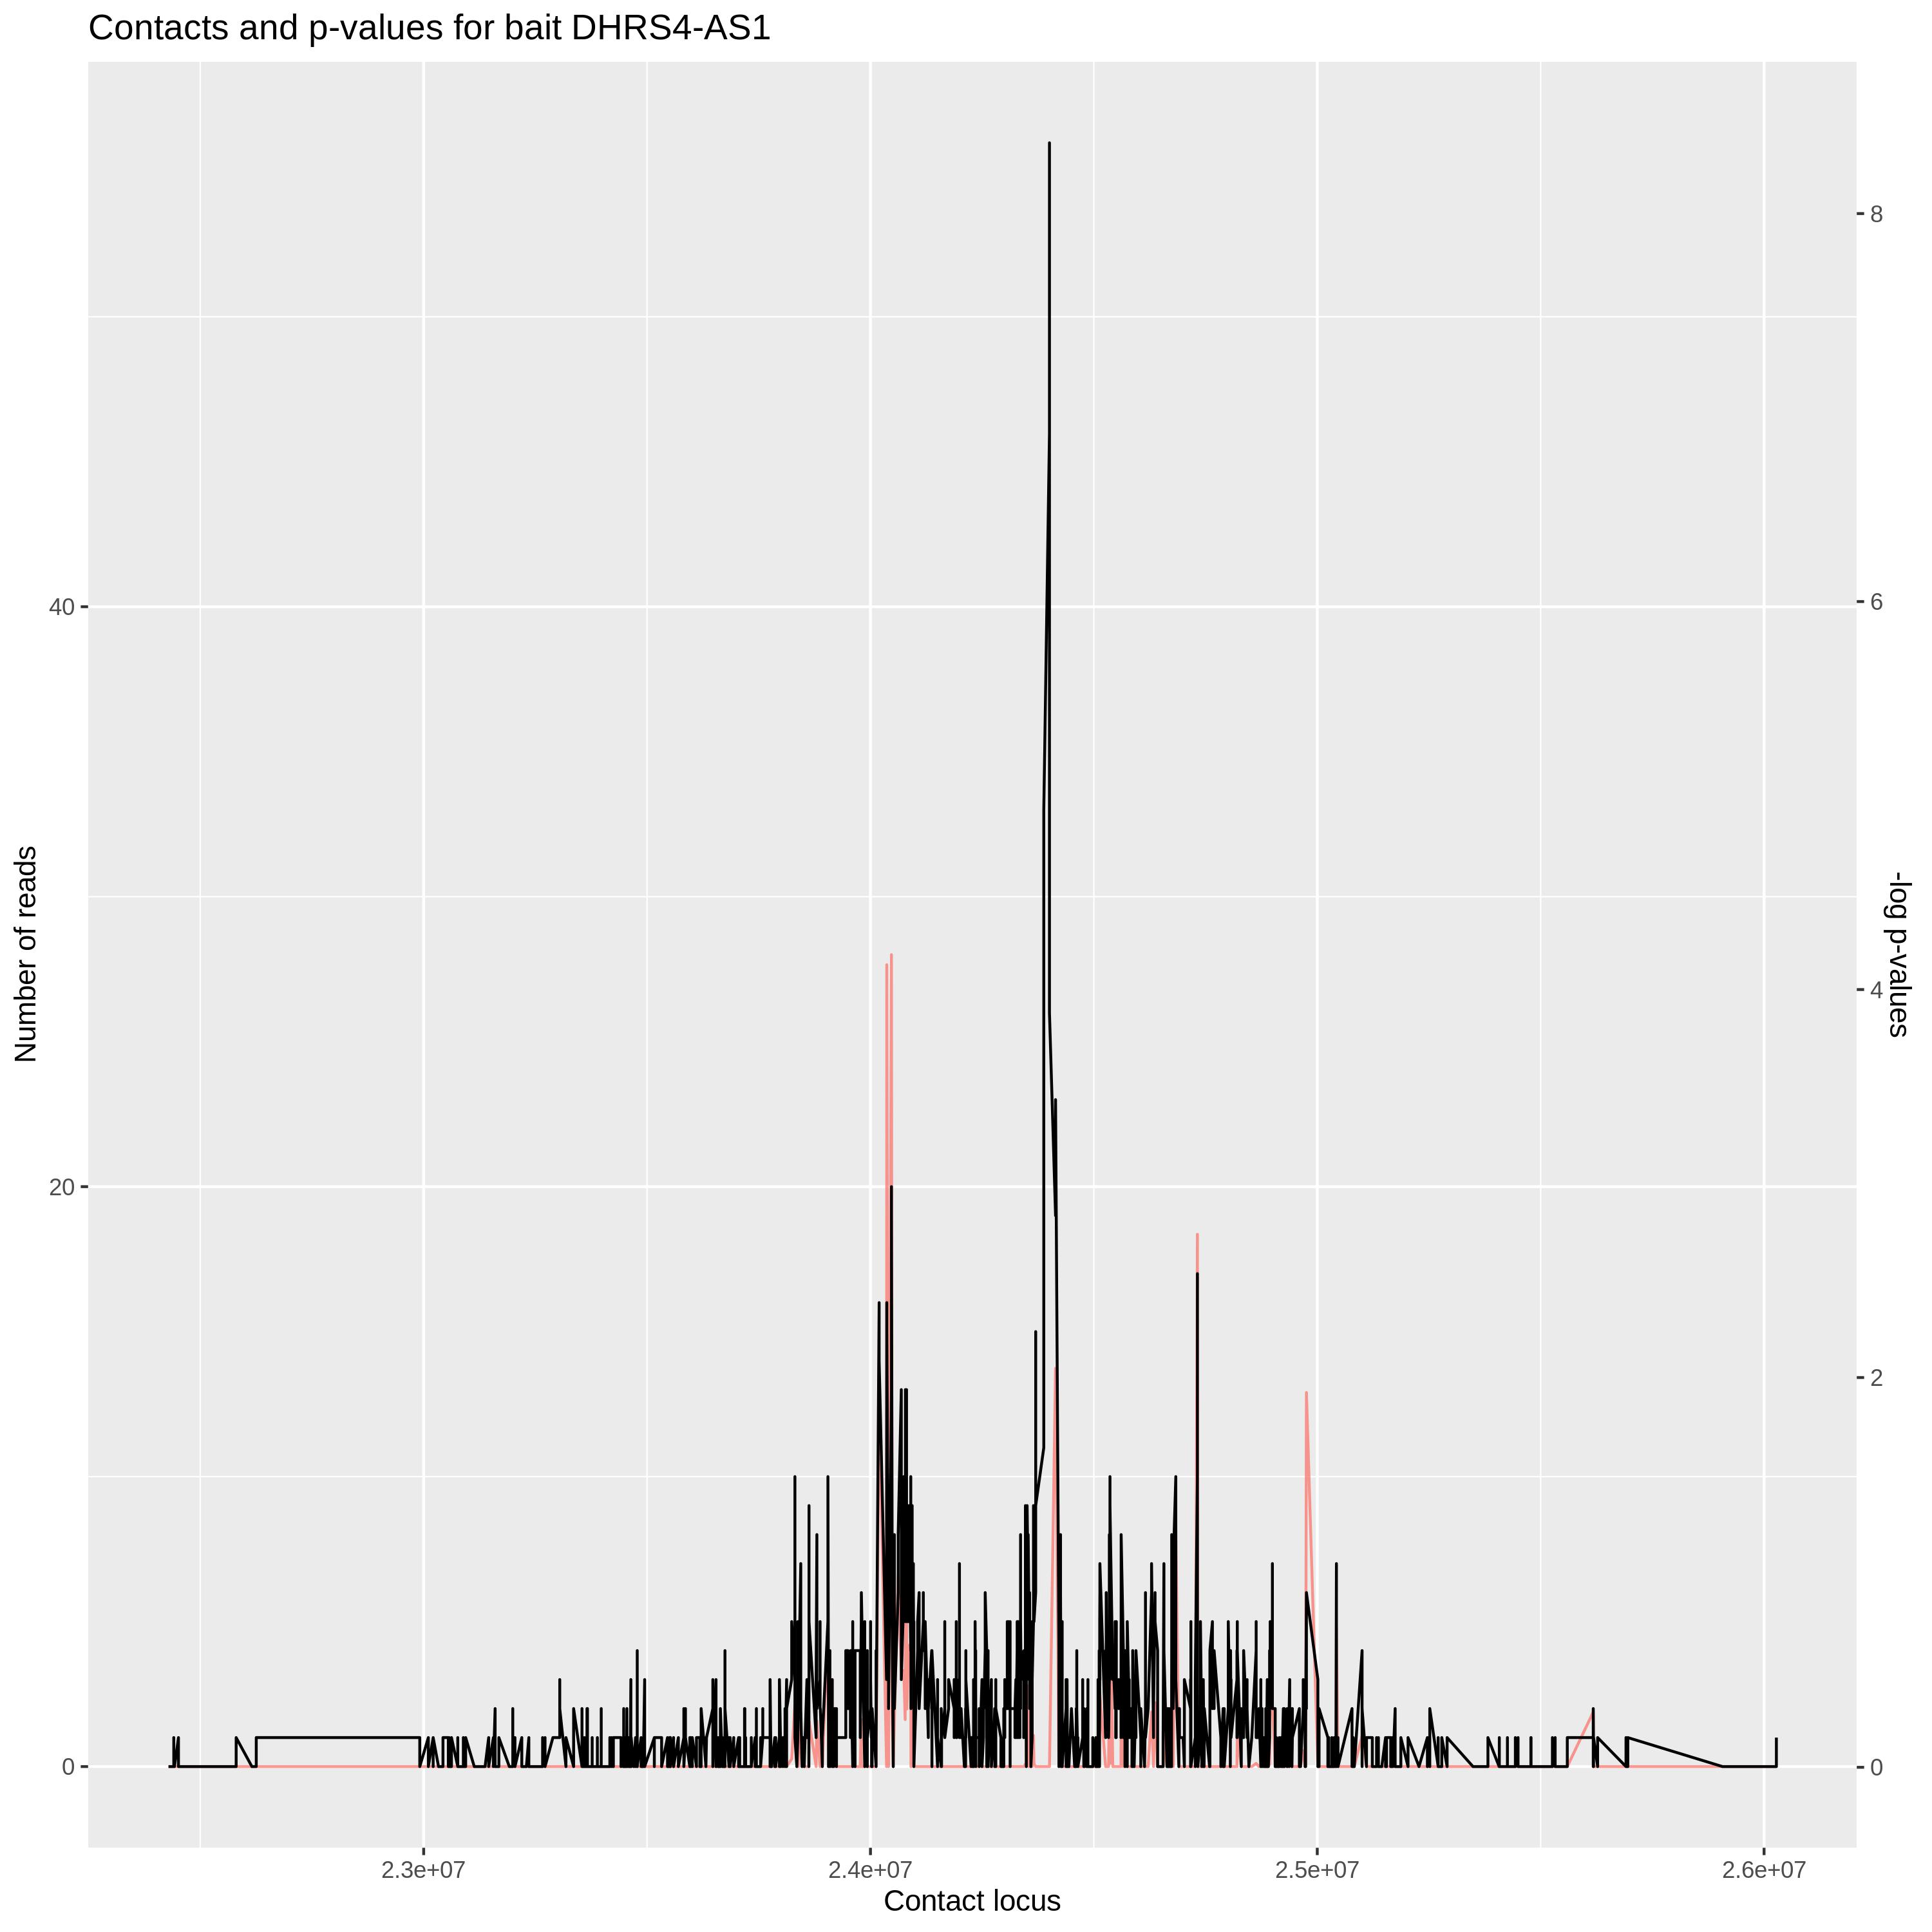 Contacts and p-values for bait DHRS4-AS1
Number of reads
40
20
0
8
6
4
2
0
-log p-values
2.3e+07 2.4e+07 2.5e+07 2.6e+07
Contact locus